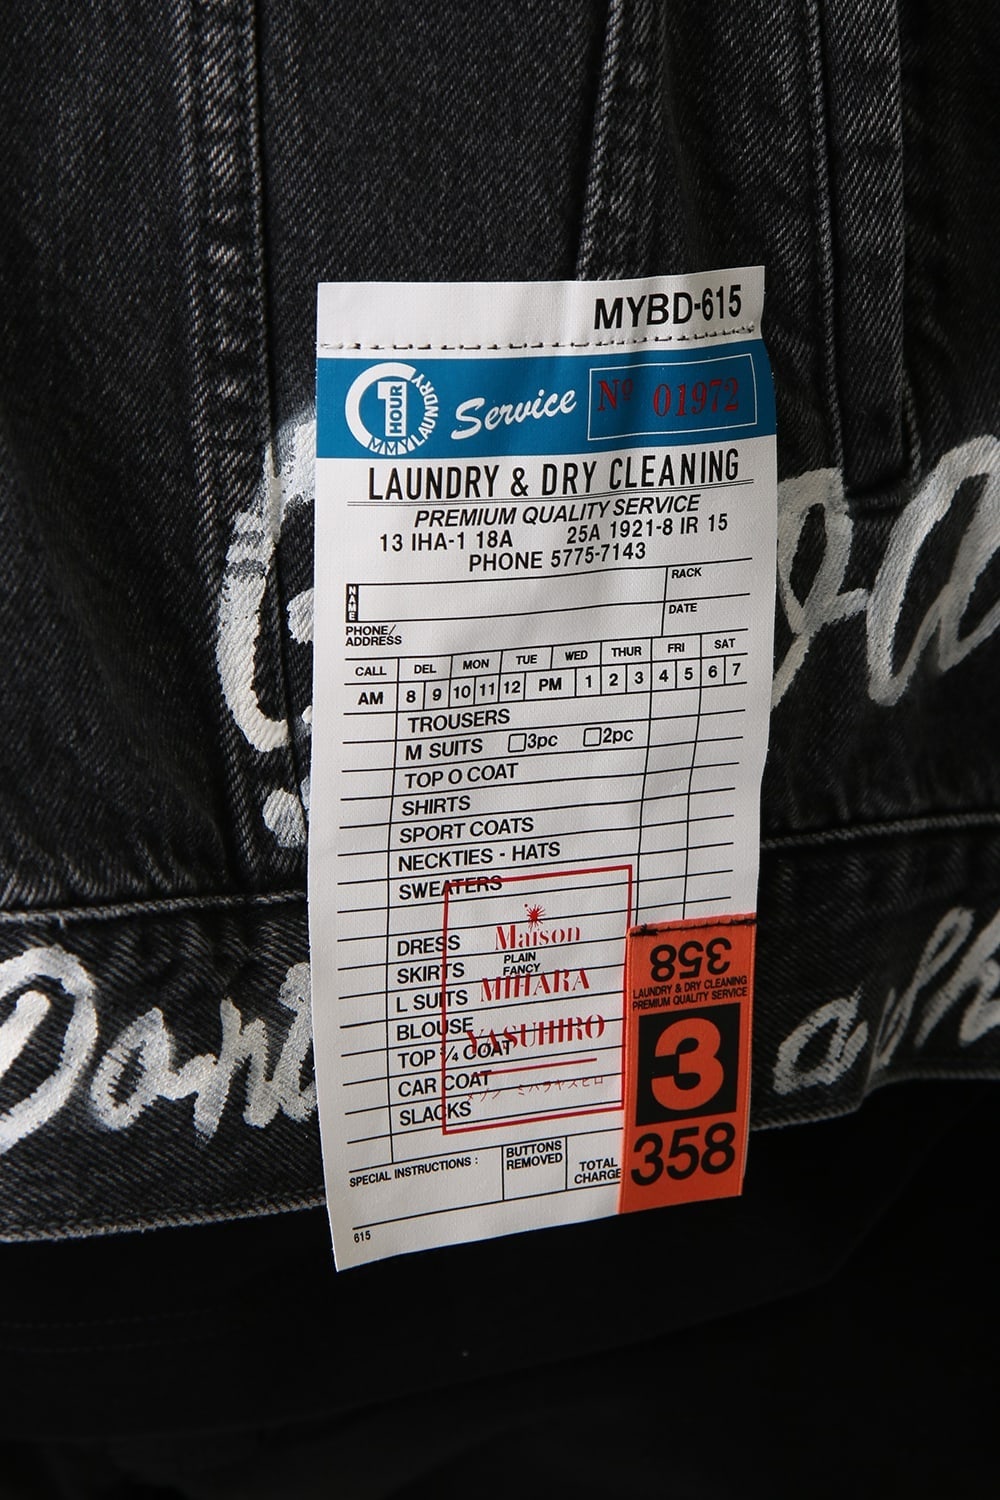 MYBD-615
1 HOUR MMY LAUNDRY
Service
Nº 01972
LAUNDRY & DRY CLEANING
PREMIUM QUALITY SERVICE
13 IHA-1 18A 25A 1921-8 IR 15
PHONE 5775-7143
NAME
RACK
DATE
PHONE/
ADDRESS
CALL DEL MON TUE WED THUR FRI SAT
AM 8 9 10 11 12 PM 1 2 3 4 5 6 7
TROUSERS
M SUITS 3pc 2pc
TOP O COAT
SHIRTS
SPORT COATS
NECKTIES - HATS
SWEATERS
DRESS
SKIRTS
L SUITS
BLOUSE
TOP ¼ COAT
CAR COAT
SLACKS
PLAIN
FANCY
Maison
MIHARA
YASUHIRO
メゾン ミハラヤスヒロ
SPECIAL INSTRUCTIONS :
BUTTONS
REMOVED
TOTAL
CHARGE
615
358
LAUNDRY & DRY CLEANING
PREMIUM QUALITY SERVICE
3
358
Dont